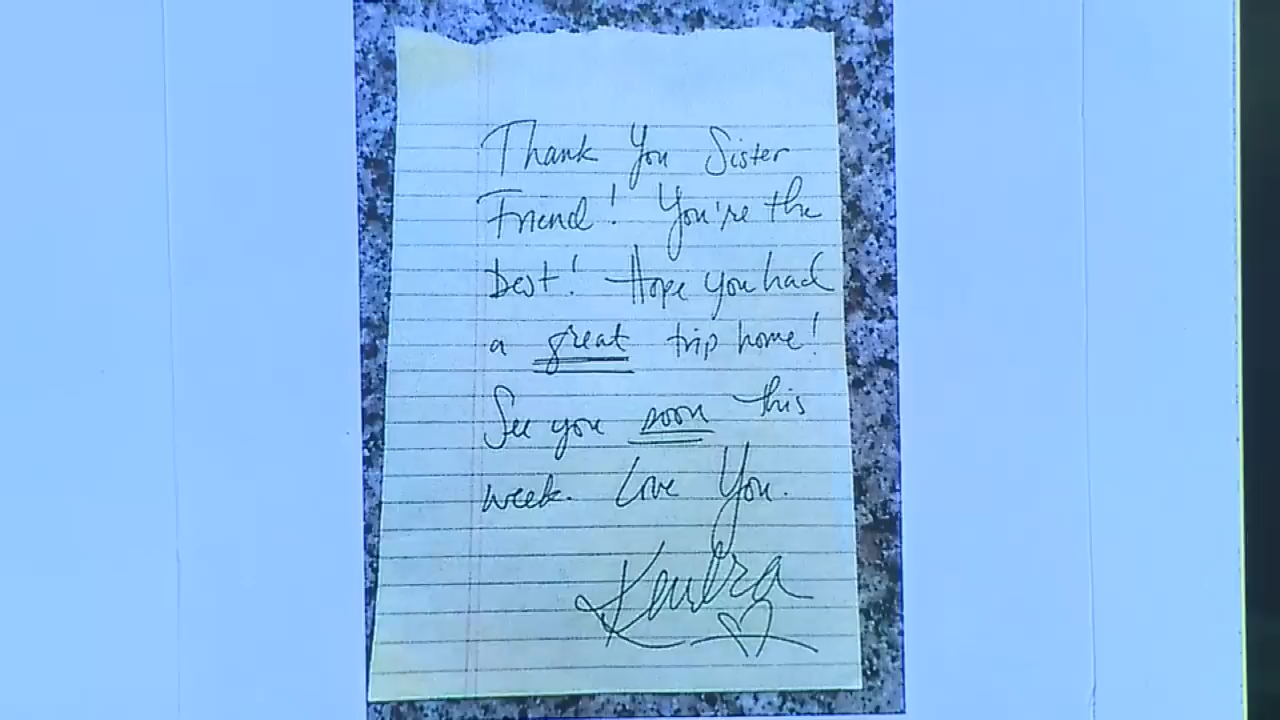 Thank You Sister
Friend! You're the
best! Hope you had
a great trip home!
See you soon this
week. Love You.
Kendra